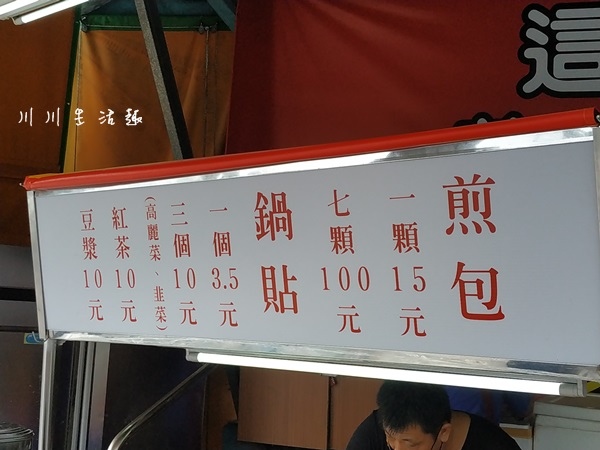 川川生活趣
這
煎包
一顆15元
七顆100元
鍋貼
一個3.5元
三個10元
(高麗菜、韭菜)
紅茶10元
豆漿10元